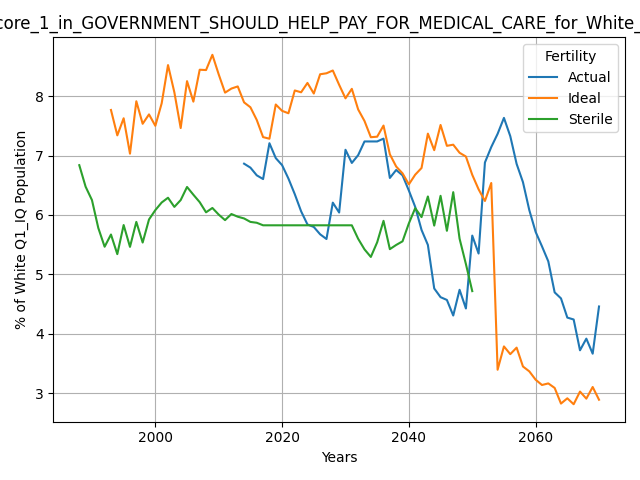 core_1_in_GOVERNMENT_SHOULD_HELP_PAY_FOR_MEDICAL_CARE_for_White_
Fertility
Actual
Ideal
Sterile
8
7
6
5
4
3
% of White Q1_IQ Population
2000 2020 2040 2060
Years